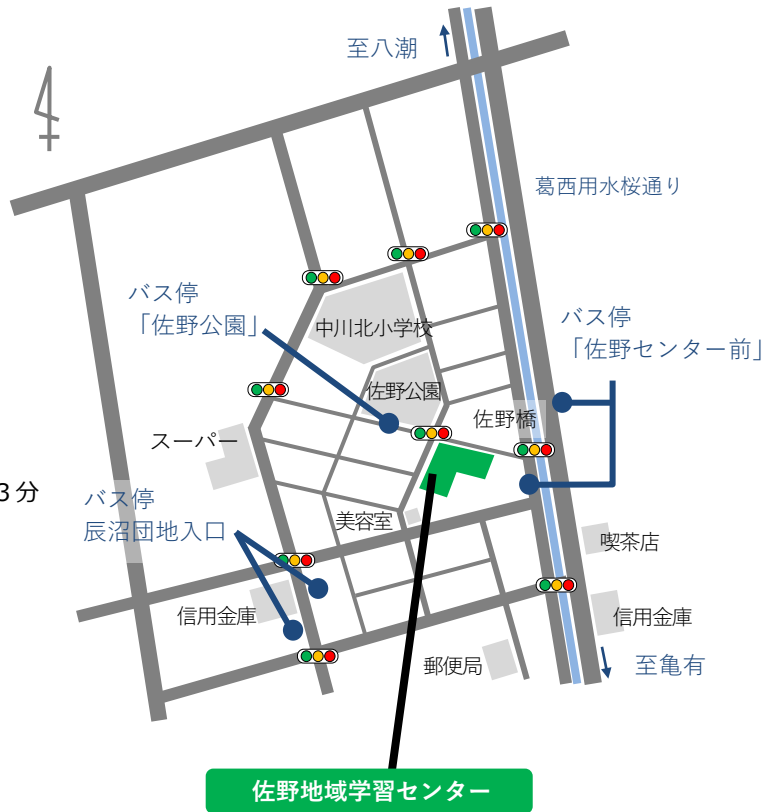 至八潮
葛西用水桜通り
バス停
「佐野公園」
中川北小学校
バス停
「佐野センター前」
佐野公園
佐野橋
スーパー
3分
バス停
辰沼団地入口
美容室
喫茶店
信用金庫
信用金庫
郵便局
至亀有
佐野地域学習センター